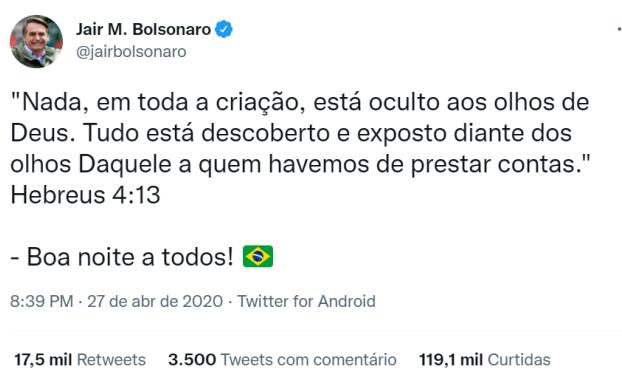 Jair M. Bolsonaro
@jairbolsonaro
"Nada, em toda a criação, está oculto aos olhos de
Deus. Tudo está descoberto e exposto diante dos
olhos Daquele a quem havemos de prestar contas."
Hebreus 4:13
- Boa noite a todos! 🇧🇷
8:39 PM · 27 de abr de 2020 · Twitter for Android
17,5 mil Retweets 3.500 Tweets com comentário 119,1 mil Curtidas